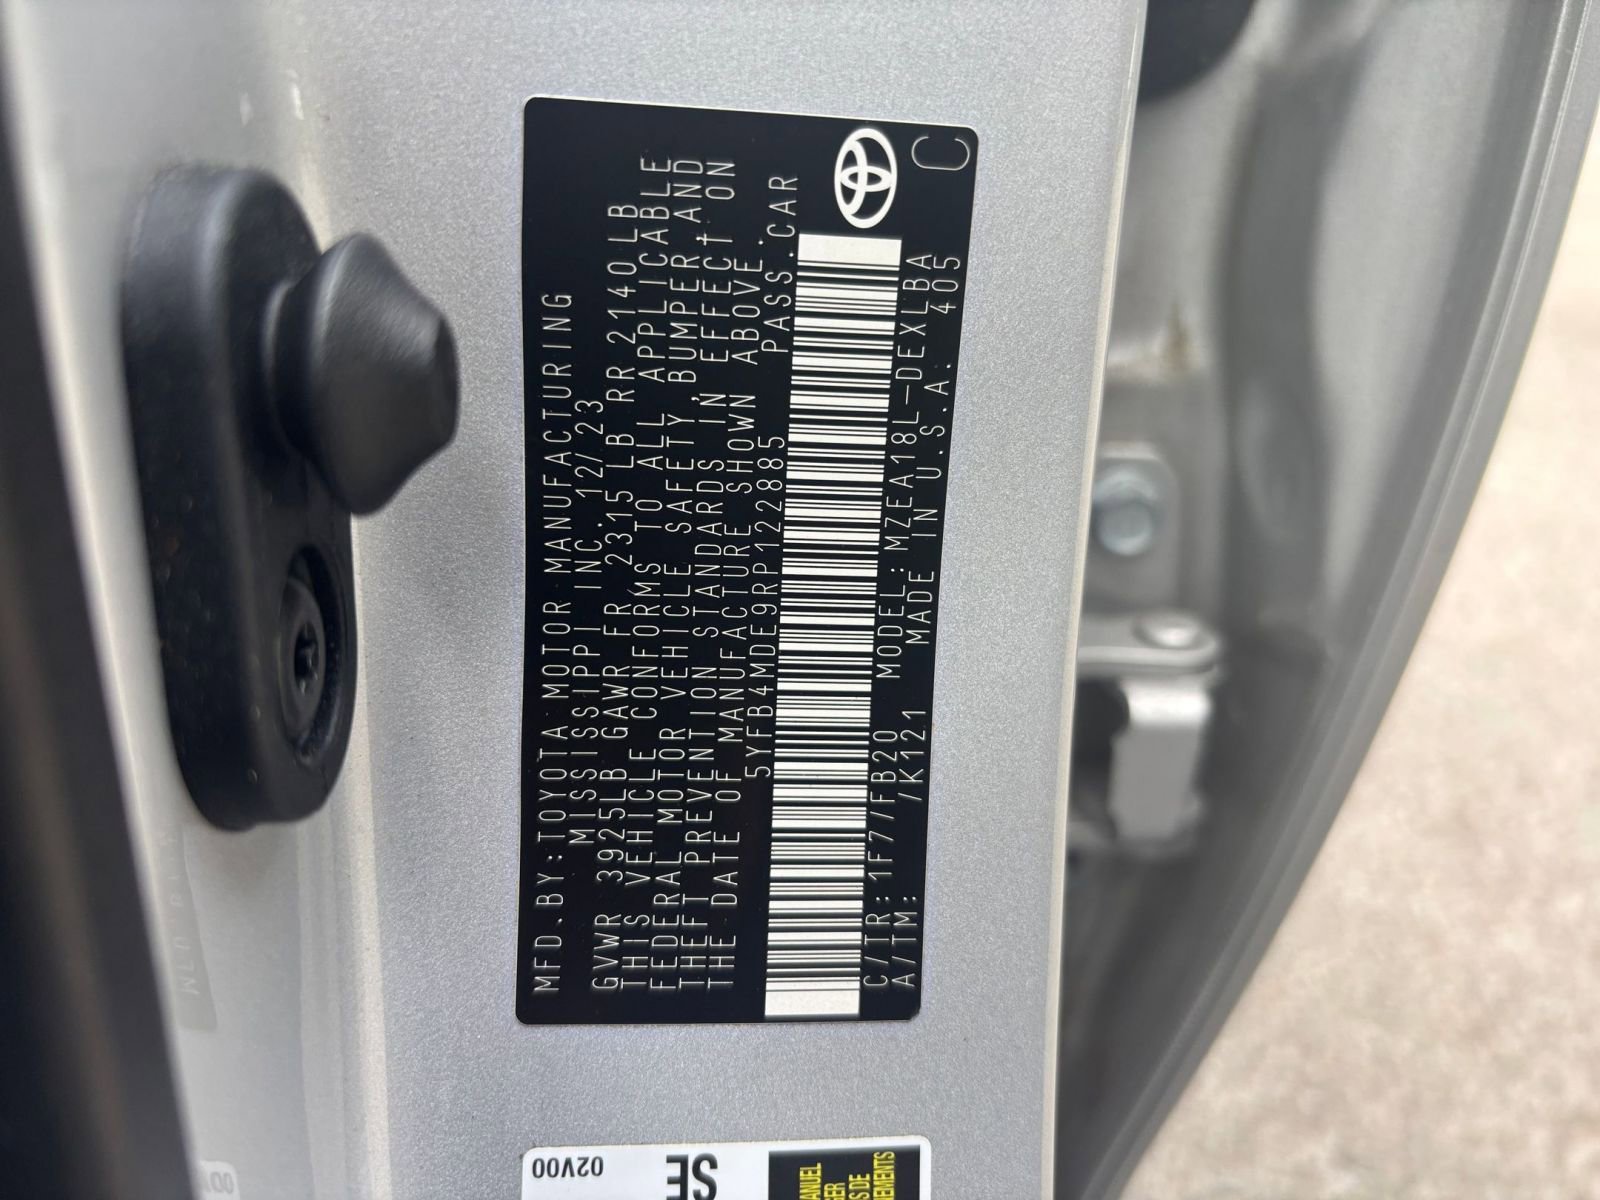 MFD.BY:TOYOTA MOTOR MANUFACTURING
MISSISSIPPI INC. 12/23
GVWR 3925LB GAWR FR 2315 LB RR 2140LB
THIS VEHICLE CONFORMS TO ALL APPLICABLE
FEDERAL MOTOR VEHICLE SAFETY, BUMPER, AND
THEFT PREVENTION STANDARDS IN EFFECT ON
THE DATE OF MANUFACTURE SHOWN ABOVE.
5YFB4MDE9RP122885 PASS.CAR
C/TR:1F7/FB20 MODEL:MZEA18L-DEXLBA
A/TM: /K121 MADE IN U.S.A. 405
C
02V00
SE